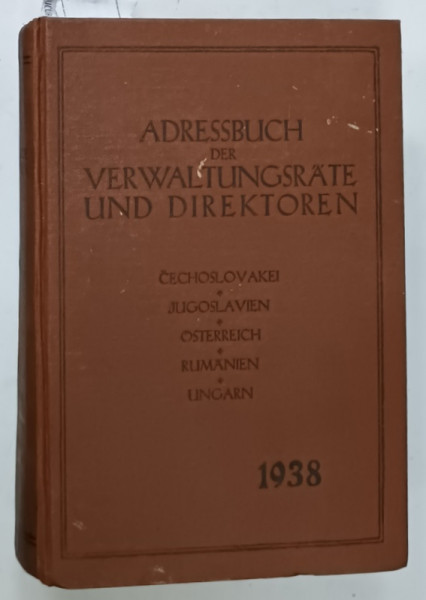 ADRESSBUCH
DER
VERWALTUNGSRÄTE
UND DIREKTOREN
ČECHOSLOVAKEI
JUGOSLAVIEN
ÖSTERREICH
RUMÄNIEN
UNGARN
1938